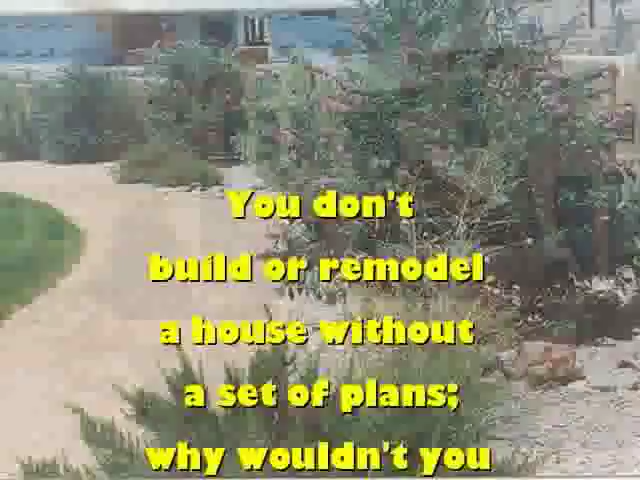 You don't
build or remodel
a house without
a set of plans;
why wouldn't you